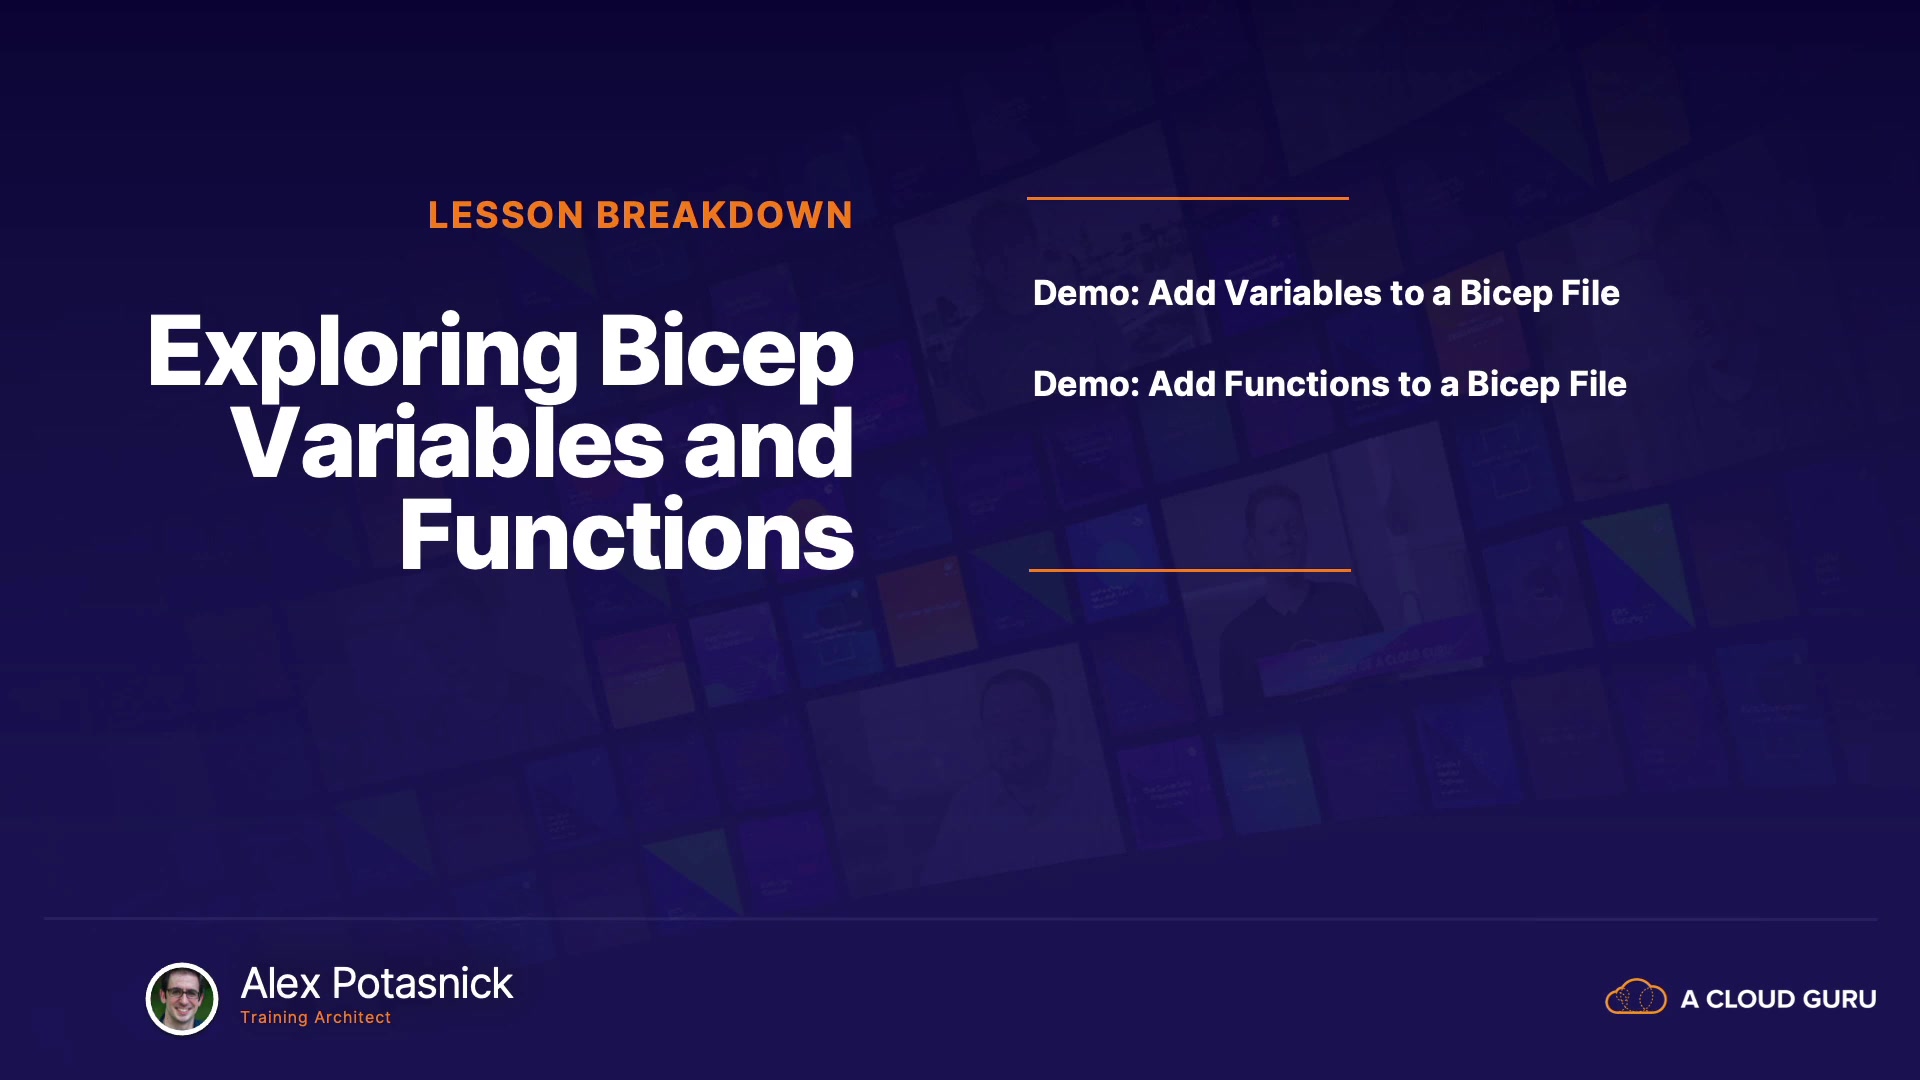 LESSON BREAKDOWN
Exploring Bicep
Variables and
Functions
Demo: Add Variables to a Bicep File
Demo: Add Functions to a Bicep File
Alex Potasnick
Training Architect
A CLOUD GURU